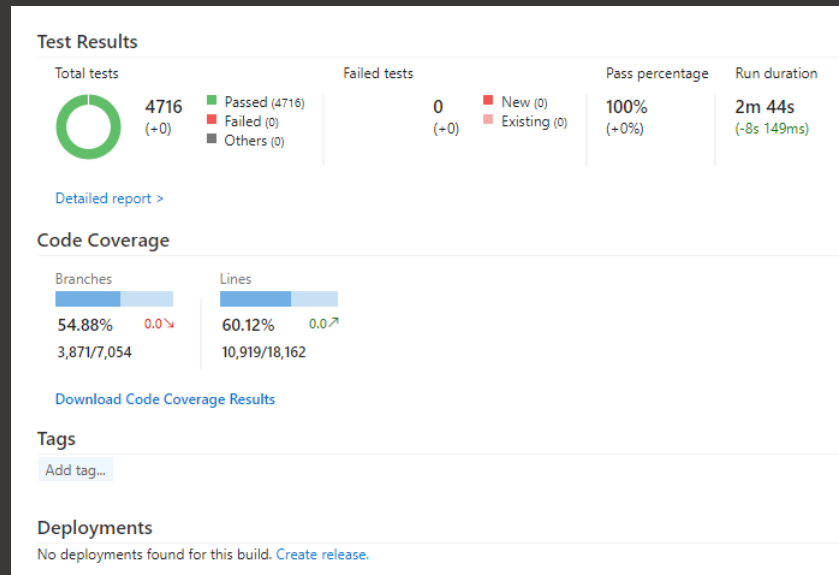 Test Results
Total tests
Failed tests
Pass percentage
Run duration
4716
(+0)
Passed (4716)
Failed (0)
Others (0)
0
(+0)
New (0)
Existing (0)
100%
(+0%)
2m 44s
(-8s 149ms)
Detailed report >
Code Coverage
Branches
Lines
54.88% 0.0↘
60.12% 0.0↗
3,871/7,054
10,919/18,162
Download Code Coverage Results
Tags
Add tag...
Deployments
No deployments found for this build. Create release.